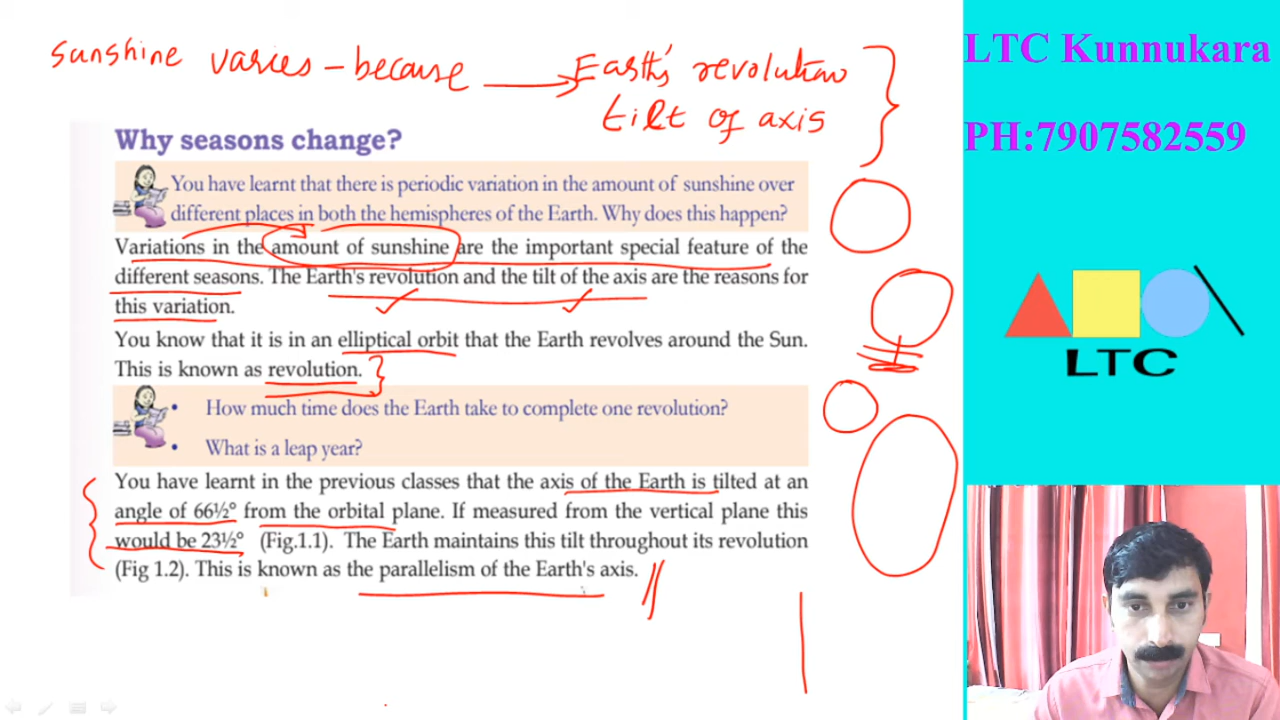 sunshine varies - because → Earth's revolution
tilt of axis
Why seasons change?
You have learnt that there is periodic variation in the amount of sunshine over
different places in both the hemispheres of the Earth. Why does this happen?
Variations in the amount of sunshine are the important special feature of the
different seasons. The Earth's revolution and the tilt of the axis are the reasons for
this variation.
You know that it is in an elliptical orbit that the Earth revolves around the Sun.
This is known as revolution.
• How much time does the Earth take to complete one revolution?
• What is a leap year?
You have learnt in the previous classes that the axis of the Earth is tilted at an
angle of 66½° from the orbital plane. If measured from the vertical plane this
would be 23½° (Fig.1.1). The Earth maintains this tilt throughout its revolution
(Fig 1.2). This is known as the parallelism of the Earth's axis.
LTC Kunnukara
PH:7907582559
LTC